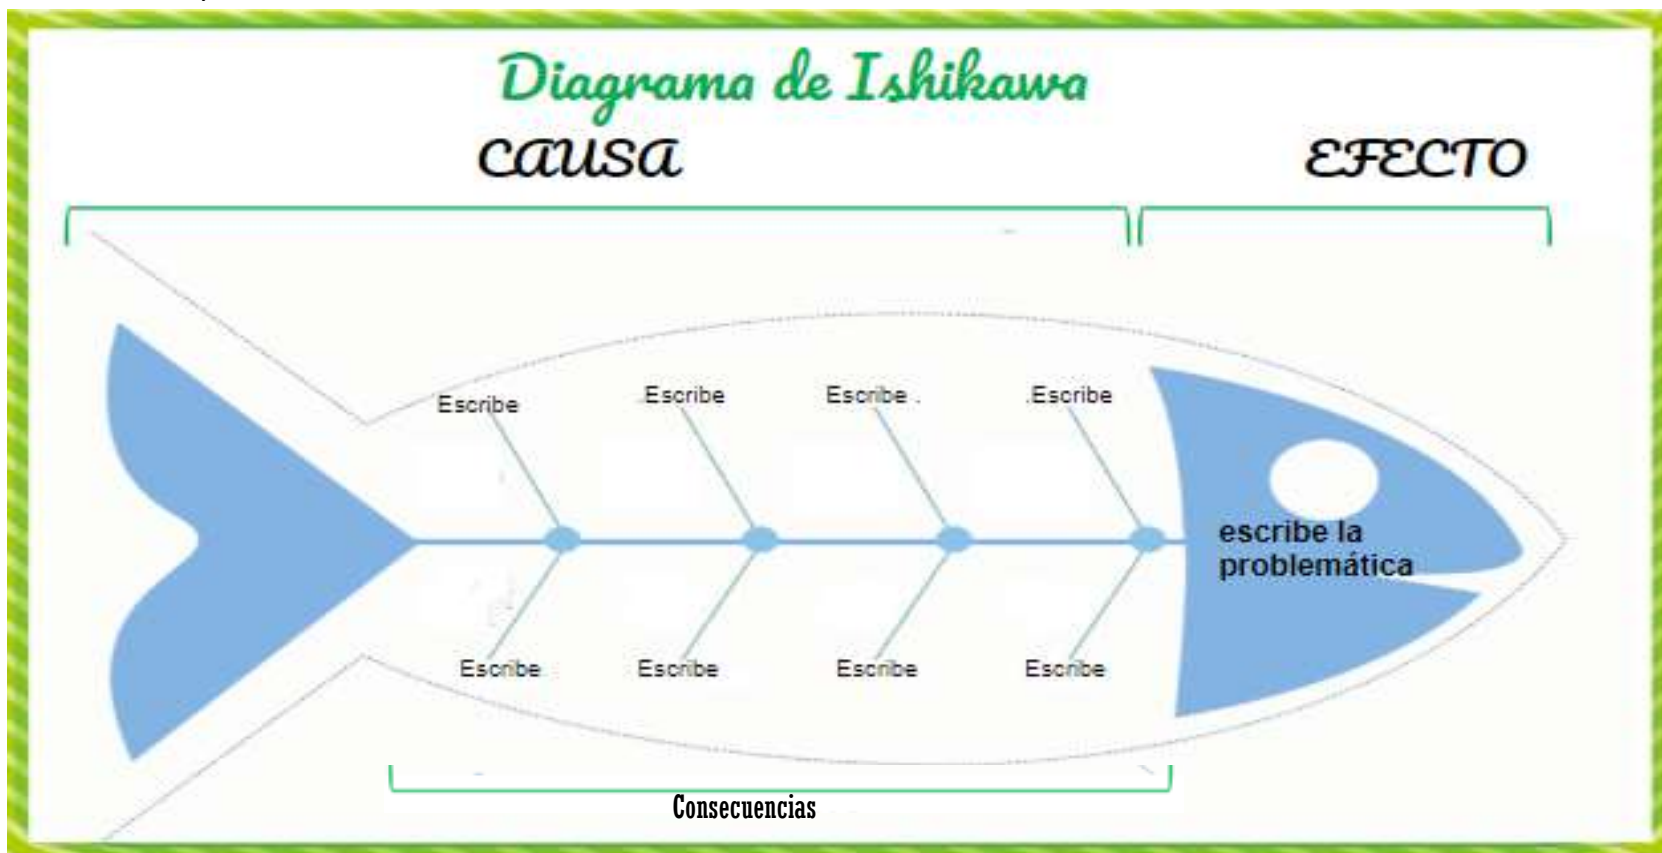 Diagrama de Ishikawa
CAUSA
EFECTO
Escribe
.Escribe
Escribe .
.Escribe
escribe la
problemática
Escribe
Escribe
Escribe
Escribe
Consecuencias